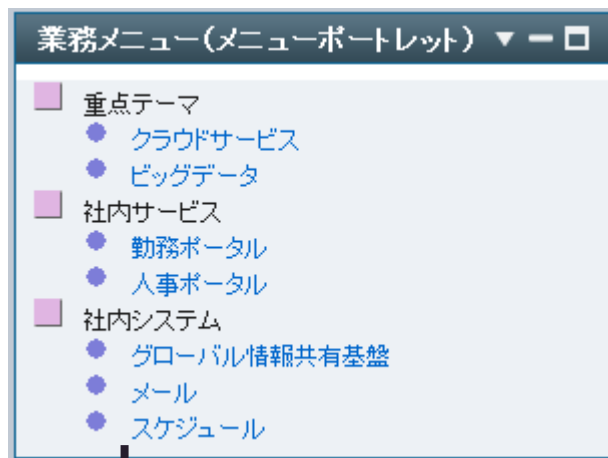 業務メニュー(メニューポートレット)
重点テーマ
クラウドサービス
ビッグデータ
社内サービス
勤務ポータル
人事ポータル
社内システム
グローバル情報共有基盤
メール
スケジュール